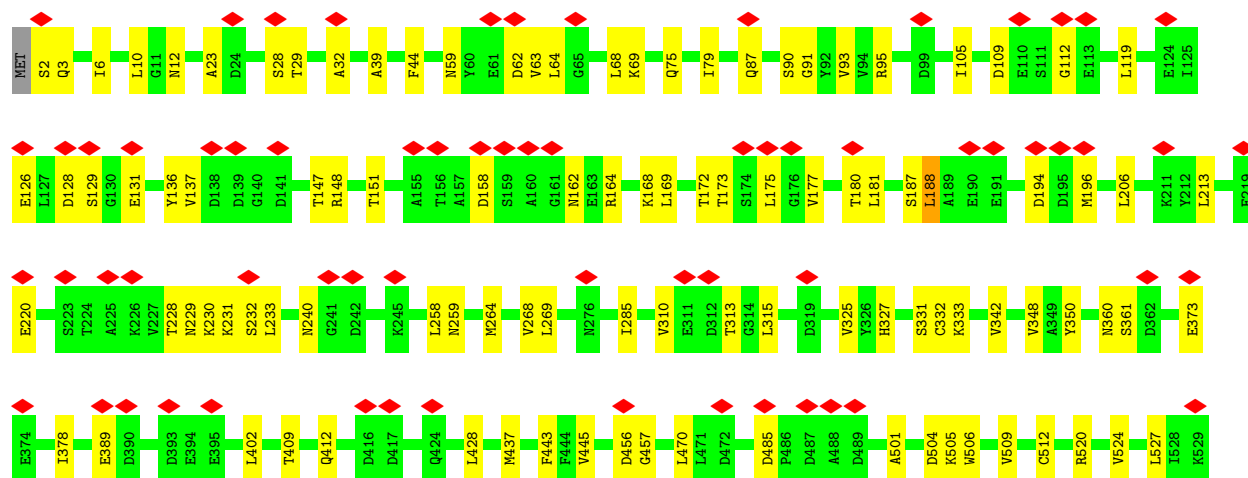 MET S2 Q3 I6 L10 G11 N12 A23 D24 S28 T29 A32 A39 F44 N59 Y60 E61 D62 V63 L64 G65 L68 K69 Q75 I79 Q87 S90 G91 Y92 V93 V94 R95 D99 I105 D109 E110 S111 G112 E113 L119 E124 I125
E126 L127 D128 S129 G130 E131 Y136 V137 D138 D139 G140 D141 T147 R148 T151 A155 T156 A157 D158 S159 A160 G161 N162 E163 R164 K168 L169 T172 T173 S174 L175 G176 V177 T180 L181 S187 L188 A189 E190 E191 D194 D195 M196 L206 K211 Y212 L213 E219
E220 S223 T224 A225 K226 V227 T228 N229 K230 K231 S232 L233 N240 G241 D242 K245 L258 N259 M264 V268 L269 N276 I285 V310 E311 D312 T313 G314 L315 D319 V325 Y326 H327 S331 C332 K333 V342 V348 A349 Y350 N360 S361 D362 E373
E374 I378 E389 D390 D393 E394 E395 L402 T409 Q412 D416 D417 Q424 L428 M437 F443 F444 V445 D456 G457 L470 L471 D472 D485 P486 D487 A488 D489 A501 D504 K505 W506 V509 C512 R520 V524 L527 I528 K529